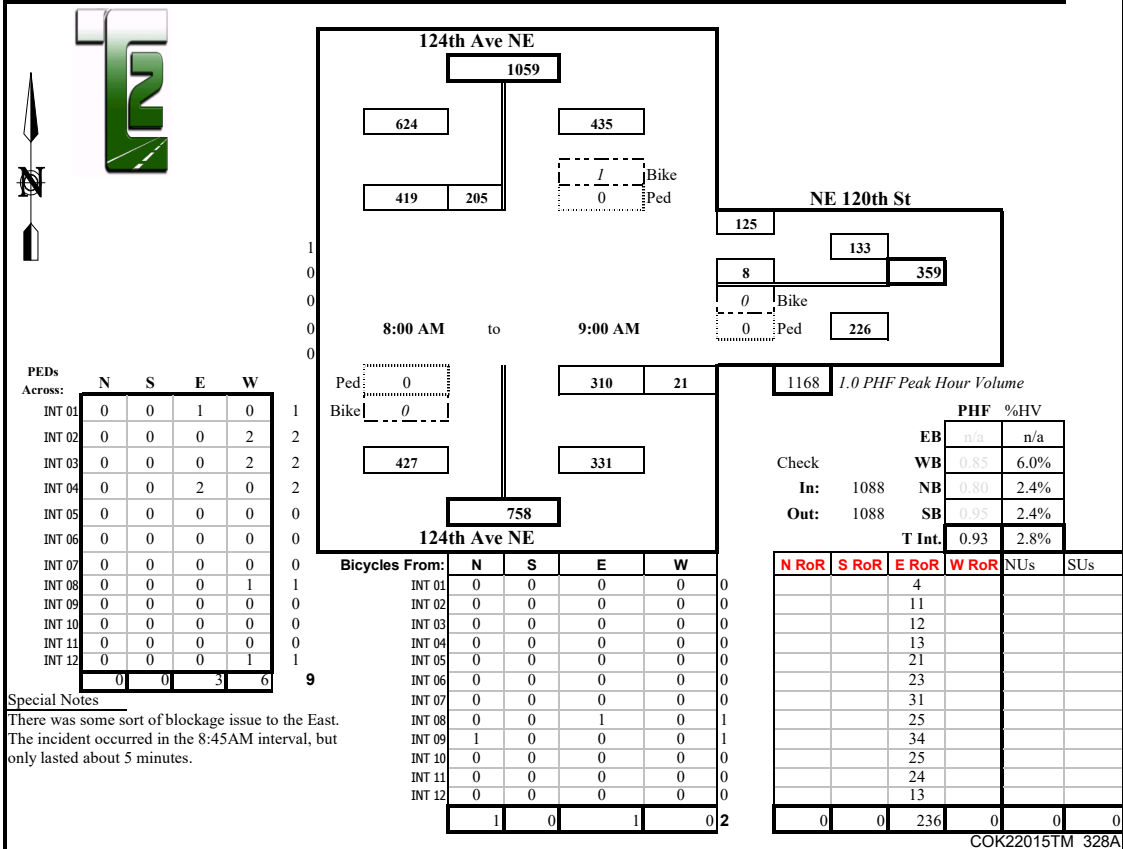 T2
N
124th Ave NE
1059
624 435
1 Bike
419 205 0 Ped
NE 120th St
125
1 133
0 8 359
0 0 Bike
0 8:00 AM to 9:00 AM 0 Ped 226
0
Ped 0 310 21 1168 1.0 PHF Peak Hour Volume
Bike 0
427 331
758
124th Ave NE
PHF %HV
EB n/a n/a
Check WB 0.85 6.0%
In: 1088 NB 0.80 2.4%
Out: 1088 SB 0.95 2.4%
T Int. 0.93 2.8%
PEDs
Across: N S E W
INT 01 0 0 1 0 1
INT 02 0 0 0 2 2
INT 03 0 0 0 2 2
INT 04 0 0 2 0 2
INT 05 0 0 0 0 0
INT 06 0 0 0 0 0
INT 07 0 0 0 0 0
INT 08 0 0 0 1 1
INT 09 0 0 0 0 0
INT 10 0 0 0 0 0
INT 11 0 0 0 0 0
INT 12 0 0 0 1 1
0 0 3 6 9
Special Notes
There was some sort of blockage issue to the East.
The incident occurred in the 8:45AM interval, but
only lasted about 5 minutes.
Bicycles From: N S E W
INT 01 0 0 0 0 0
INT 02 0 0 0 0 0
INT 03 0 0 0 0 0
INT 04 0 0 0 0 0
INT 05 0 0 0 0 0
INT 06 0 0 0 0 0
INT 07 0 0 0 0 0
INT 08 0 0 1 0 1
INT 09 1 0 0 0 1
INT 10 0 0 0 0 0
INT 11 0 0 0 0 0
INT 12 0 0 0 0 0
1 0 1 0 2
N RoR S RoR E RoR W RoR NUs SUs
4
11
12
13
21
23
31
25
34
25
24
13
0 0 236 0 0 0
COK22015TM_328A